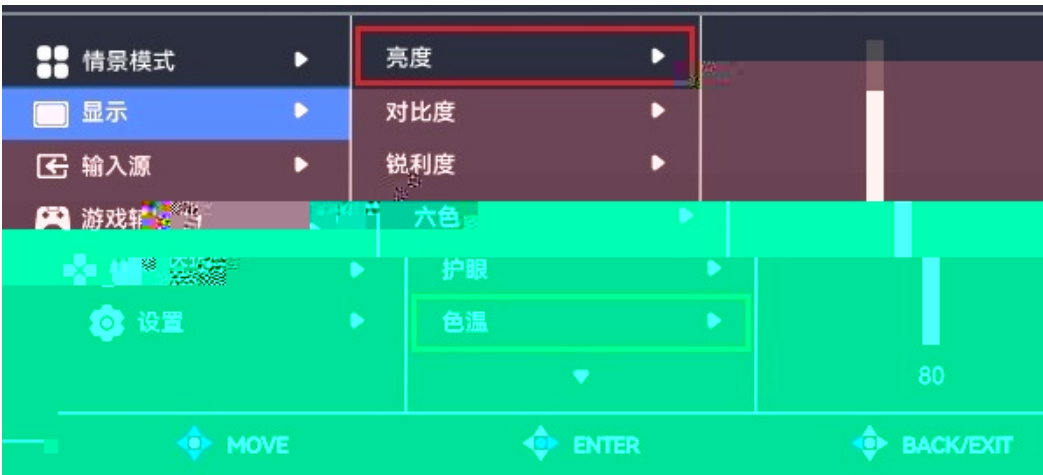 情景模式
显示
输入源
游戏
设置
亮度
对比度
锐利度
六色
护眼
色温
80
MOVE
ENTER
BACK/EXIT